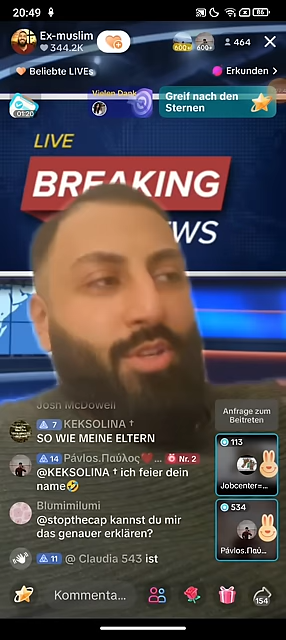 20:49
86
Ex-muslim
344.2K
600+
600+
464
Beliebte LIVEs
Erkunden >
01:20
Vielen Dank
Greif nach den
Sternen
LIVE
BREAKING
NEWS
Josh McDowell
7 KEKSOLINA †
SO WIE MEINE ELTERN
14 Pávlos.Παῦλος❤️... Nr. 2
@KEKSOLINA † ich feier dein
name🤣
Blumimilumi
@stopthecap kannst du mir
das genauer erklären?
11 @ Claudia 543 ist
Anfrage zum
Beitreten
113
Jobcenter=...
534
Pávlos.Παύ...
Kommenta...
154